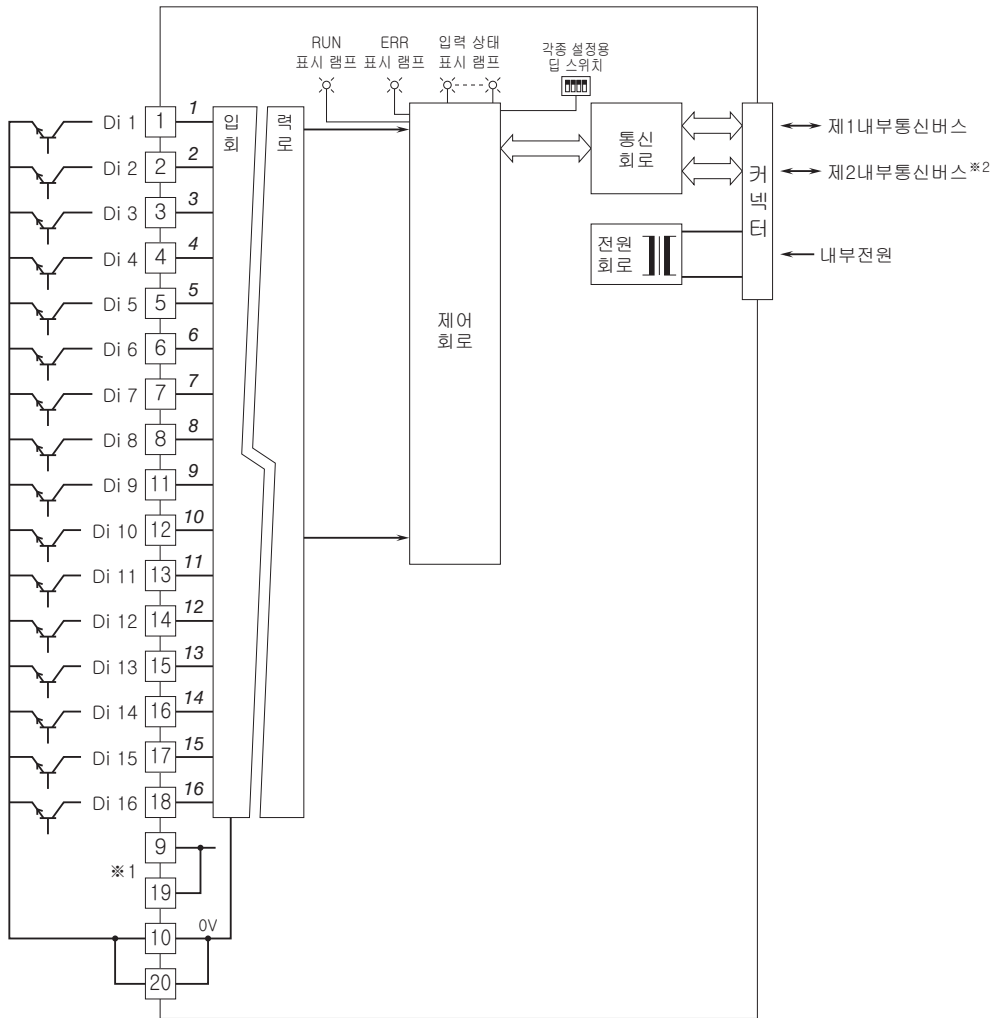 RUN
표시 램프
ERR
표시 램프
입력 상태
표시 램프
각종 설정용
딥 스위치
Di 1 1 1
Di 2 2 2
Di 3 3 3
Di 4 4 4
Di 5 5 5
Di 6 6 6
Di 7 7 7
Di 8 8 8
Di 9 11 9
Di 10 12 10
Di 11 13 11
Di 12 14 12
Di 13 15 13
Di 14 16 14
Di 15 17 15
Di 16 18 16
9
※1
19
10 0V
20
입 력
회 로
제어
회로
통신
회로
전원
회로
커넥터
제1내부통신버스
제2내부통신버스※2
내부전원